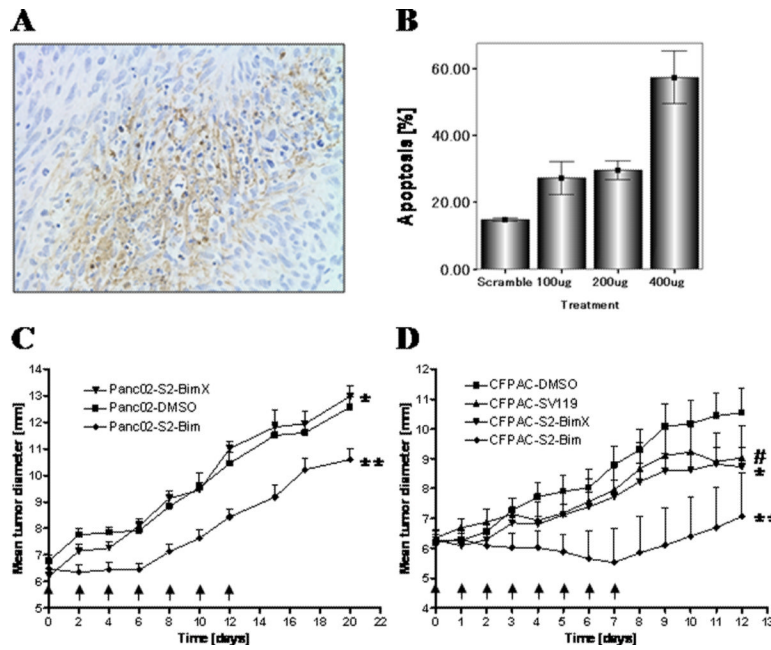 A
B
Apoptosis [%]
60.00
40.00
20.00
0.00
Scramble 100ug 200ug 400ug
Treatment
C
Mean tumor diameter [mm]
14
13
12
11
10
9
8
7
6
5
Panc02-S2-BimX
Panc02-DMSO
Panc02-S2-Bim
*
**
0 2 4 6 8 10 12 14 16 18 20 22
Time [days]
D
Mean tumor diameter [mm]
12
11
10
9
8
7
6
5
4
CFPAC-DMSO
CFPAC-SV119
CFPAC-S2-BimX
CFPAC-S2-Bim
#
*
**
0 1 2 3 4 5 6 7 8 9 10 11 12 13
Time [days]